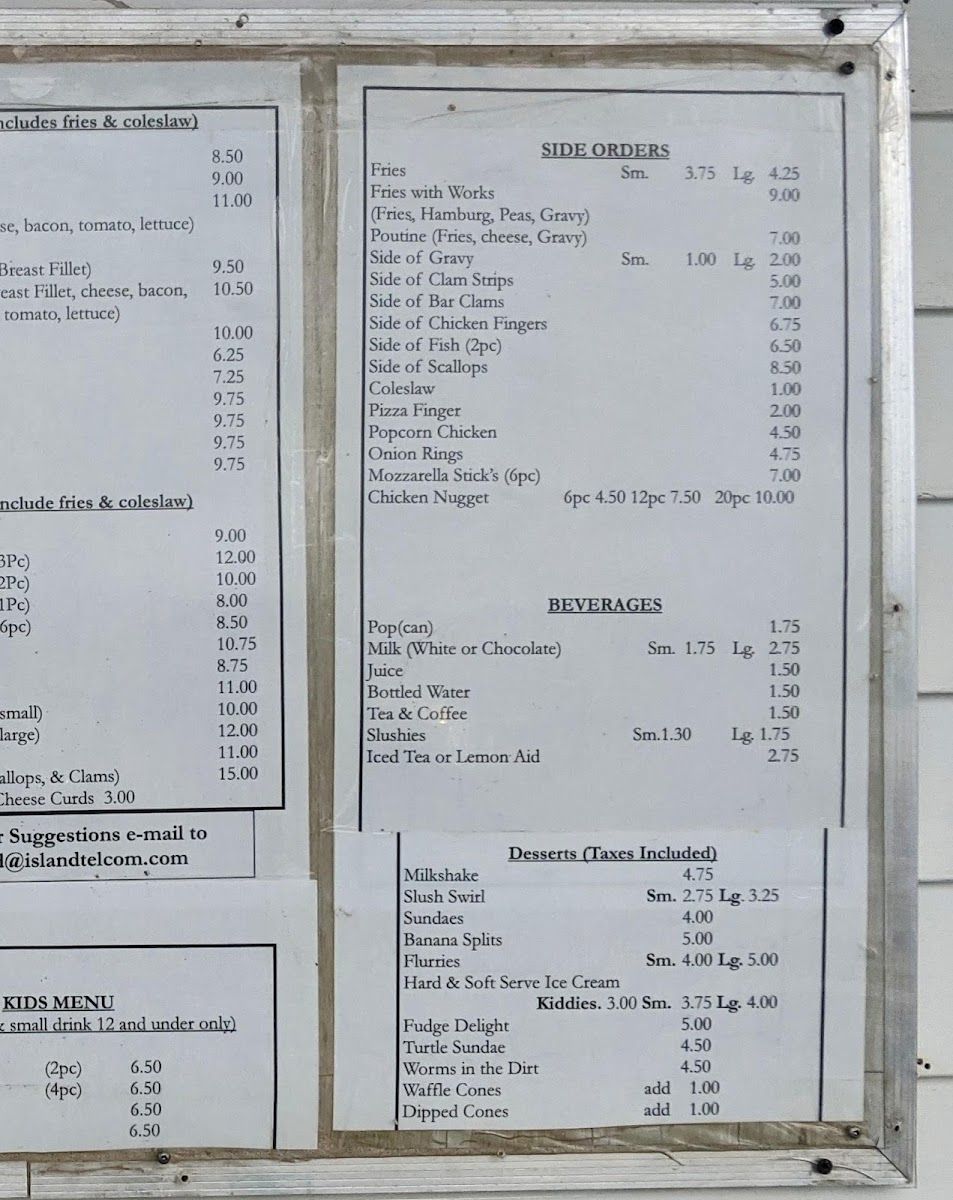 ncludes fries & coleslaw)
8.50
9.00
11.00
se, bacon, tomato, lettuce)
Breast Fillet) 9.50
east Fillet, cheese, bacon, 10.50
tomato, lettuce)
10.00
6.25
7.25
9.75
9.75
9.75
9.75
nclude fries & coleslaw)
9.00
3Pc) 12.00
2Pc) 10.00
1Pc) 8.00
6pc) 8.50
10.75
8.75
11.00
small) 10.00
large) 12.00
11.00
allops, & Clams) 15.00
Cheese Curds 3.00
r Suggestions e-mail to
@islandtelcom.com
KIDS MENU
& small drink 12 and under only)
(2pc) 6.50
(4pc) 6.50
6.50
6.50
SIDE ORDERS
Fries Sm. 3.75 Lg. 4.25
Fries with Works 9.00
(Fries, Hamburg, Peas, Gravy)
Poutine (Fries, cheese, Gravy) 7.00
Side of Gravy Sm. 1.00 Lg. 2.00
Side of Clam Strips 5.00
Side of Bar Clams 7.00
Side of Chicken Fingers 6.75
Side of Fish (2pc) 6.50
Side of Scallops 8.50
Coleslaw 1.00
Pizza Finger 2.00
Popcorn Chicken 4.50
Onion Rings 4.75
Mozzarella Stick's (6pc) 7.00
Chicken Nugget 6pc 4.50 12pc 7.50 20pc 10.00
BEVERAGES
Pop(can) 1.75
Milk (White or Chocolate) Sm. 1.75 Lg. 2.75
Juice 1.50
Bottled Water 1.50
Tea & Coffee 1.50
Slushies Sm.1.30 Lg. 1.75
Iced Tea or Lemon Aid 2.75
Desserts (Taxes Included)
Milkshake 4.75
Slush Swirl Sm. 2.75 Lg. 3.25
Sundaes 4.00
Banana Splits 5.00
Flurries Sm. 4.00 Lg. 5.00
Hard & Soft Serve Ice Cream
Kiddies. 3.00 Sm. 3.75 Lg. 4.00
Fudge Delight 5.00
Turtle Sundae 4.50
Worms in the Dirt 4.50
Waffle Cones add 1.00
Dipped Cones add 1.00